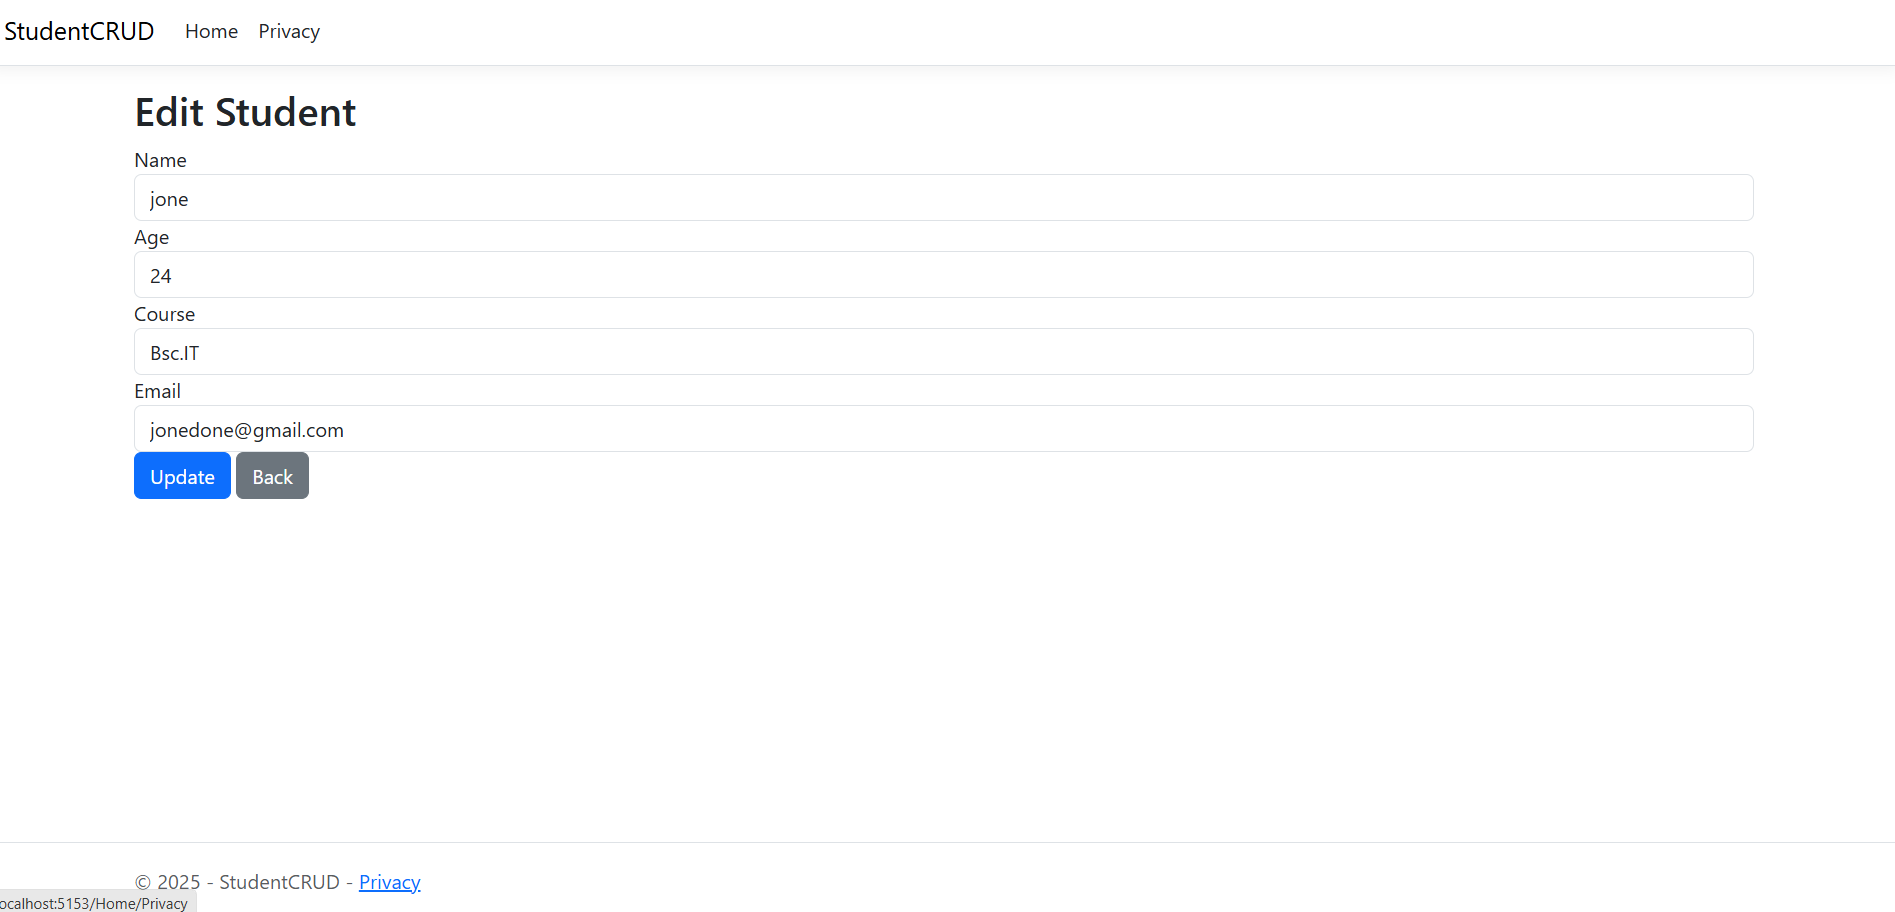 StudentCRUD Home Privacy
Edit Student
Name
jone
Age
24
Course
Bsc.IT
Email
jonedone@gmail.com
Update Back
© 2025 - StudentCRUD - Privacy
ocalhost:5153/Home/Privacy